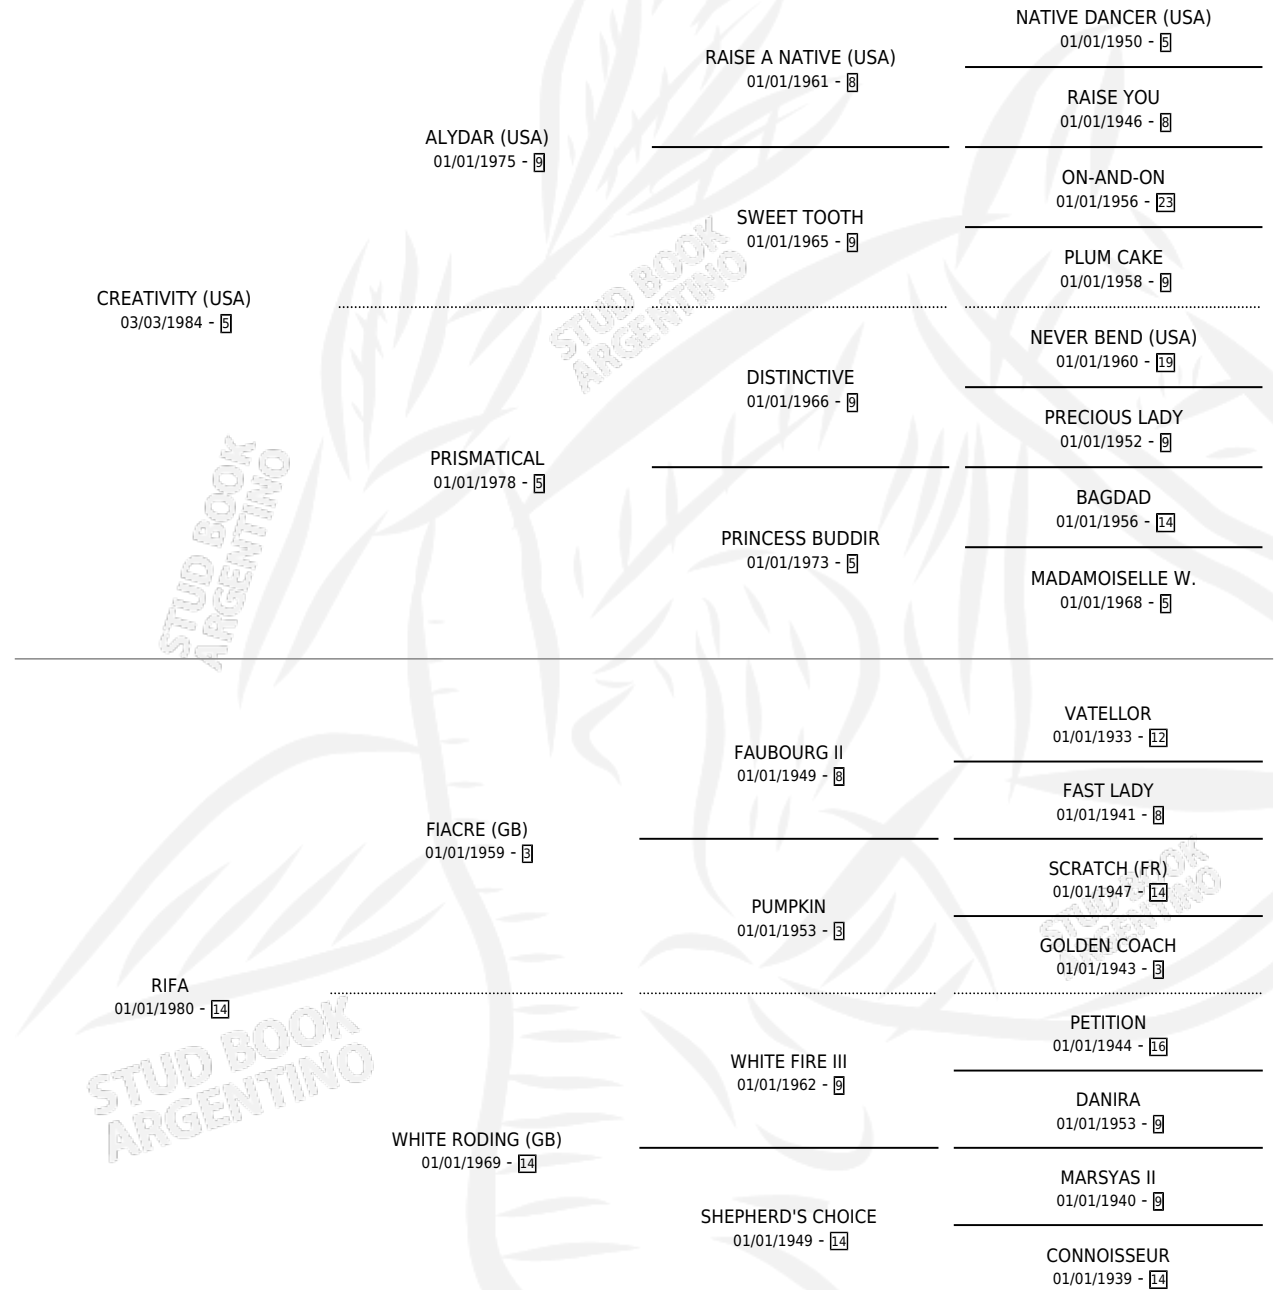 NATIVE DANCER (USA)
01/01/1950 - 5
RAISE A NATIVE (USA)
01/01/1961 - 8
RAISE YOU
01/01/1946 - 8
ALYDAR (USA)
01/01/1975 - 9
ON-AND-ON
01/01/1956 - 23
SWEET TOOTH
01/01/1965 - 9
PLUM CAKE
01/01/1958 - 9
CREATIVITY (USA)
03/03/1984 - 5
NEVER BEND (USA)
01/01/1960 - 19
DISTINCTIVE
01/01/1966 - 9
PRECIOUS LADY
01/01/1952 - 9
PRISMATICAL
01/01/1978 - 5
BAGDAD
01/01/1956 - 14
PRINCESS BUDDIR
01/01/1973 - 5
MADAMOISELLE W.
01/01/1968 - 5
VATELLOR
01/01/1933 - 12
FAUBOURG II
01/01/1949 - 8
FAST LADY
01/01/1941 - 8
FIACRE (GB)
01/01/1959 - 3
SCRATCH (FR)
01/01/1947 - 14
PUMPKIN
01/01/1953 - 3
GOLDEN COACH
01/01/1943 - 3
RIFA
01/01/1980 - 14
PETITION
01/01/1944 - 16
WHITE FIRE III
01/01/1962 - 9
DANIRA
01/01/1953 - 9
WHITE RODING (GB)
01/01/1969 - 14
MARSYAS II
01/01/1940 - 9
SHEPHERD'S CHOICE
01/01/1949 - 14
CONNOISSEUR
01/01/1939 - 14
STUD BOOK
ARGENTINO
STUD BOOK
ARGENTINO
STUD BOOK
ARGENTINO
STUD BOOK
ARGENTINO